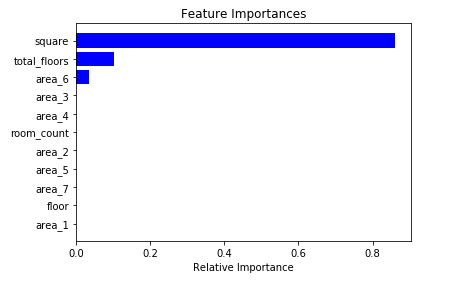 Feature Importances
square
total_floors
area_6
area_3
area_4
room_count
area_2
area_5
area_7
floor
area_1
0.0 0.2 0.4 0.6 0.8
Relative Importance